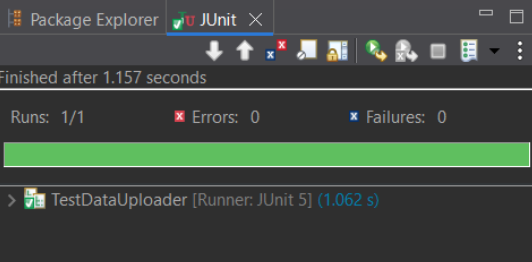 Package Explorer JUnit
Finished after 1.157 seconds
Runs: 1/1 Errors: 0 Failures: 0
TestDataUploader [Runner: JUnit 5] (1.062 s)